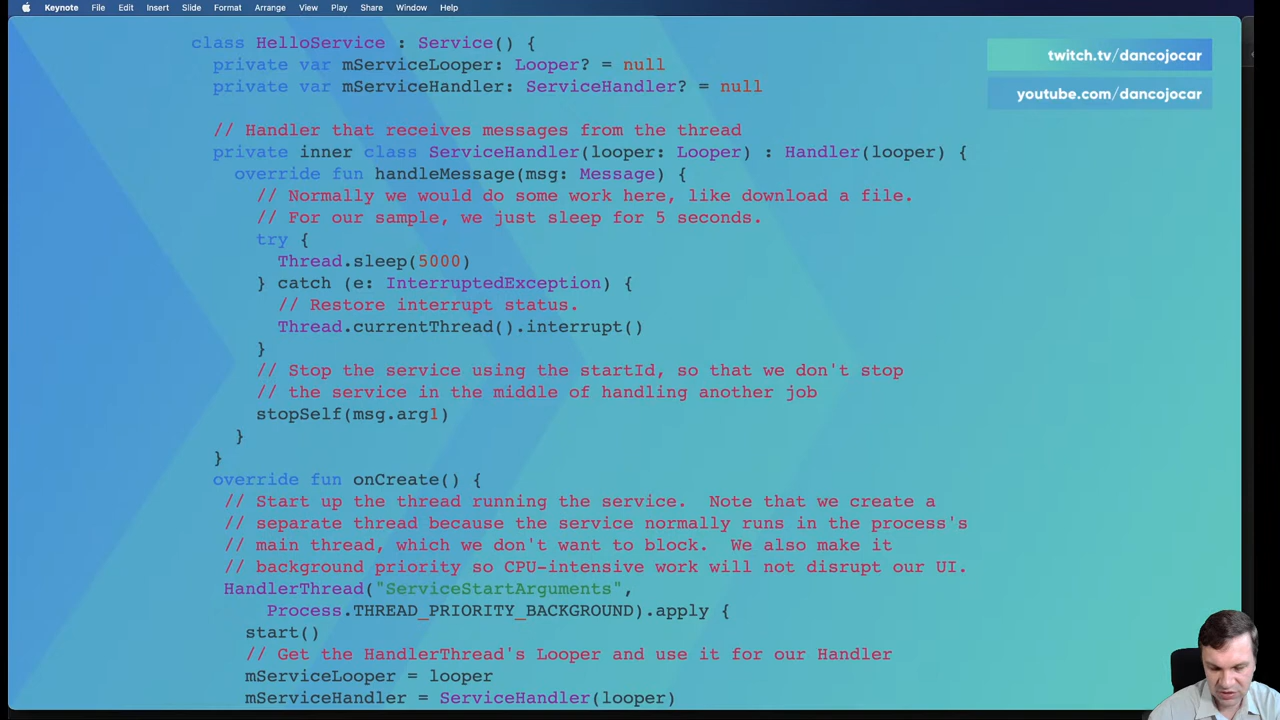 Keynote File Edit Insert Slide Format Arrange View Play Share Window Help
class HelloService : Service() {
private var mServiceLooper: Looper? = null
private var mServiceHandler: ServiceHandler? = null
// Handler that receives messages from the thread
private inner class ServiceHandler(looper: Looper) : Handler(looper) {
override fun handleMessage(msg: Message) {
// Normally we would do some work here, like download a file.
// For our sample, we just sleep for 5 seconds.
try {
Thread.sleep(5000)
} catch (e: InterruptedException) {
// Restore interrupt status.
Thread.currentThread().interrupt()
}
// Stop the service using the startId, so that we don't stop
// the service in the middle of handling another job
stopSelf(msg.arg1)
}
}
override fun onCreate() {
// Start up the thread running the service.  Note that we create a
// separate thread because the service normally runs in the process's
// main thread, which we don't want to block.  We also make it
// background priority so CPU-intensive work will not disrupt our UI.
HandlerThread("ServiceStartArguments",
Process.THREAD_PRIORITY_BACKGROUND).apply {
start()
// Get the HandlerThread's Looper and use it for our Handler
mServiceLooper = looper
mServiceHandler = ServiceHandler(looper)
twitch.tv/dancojocar
youtube.com/dancojocar